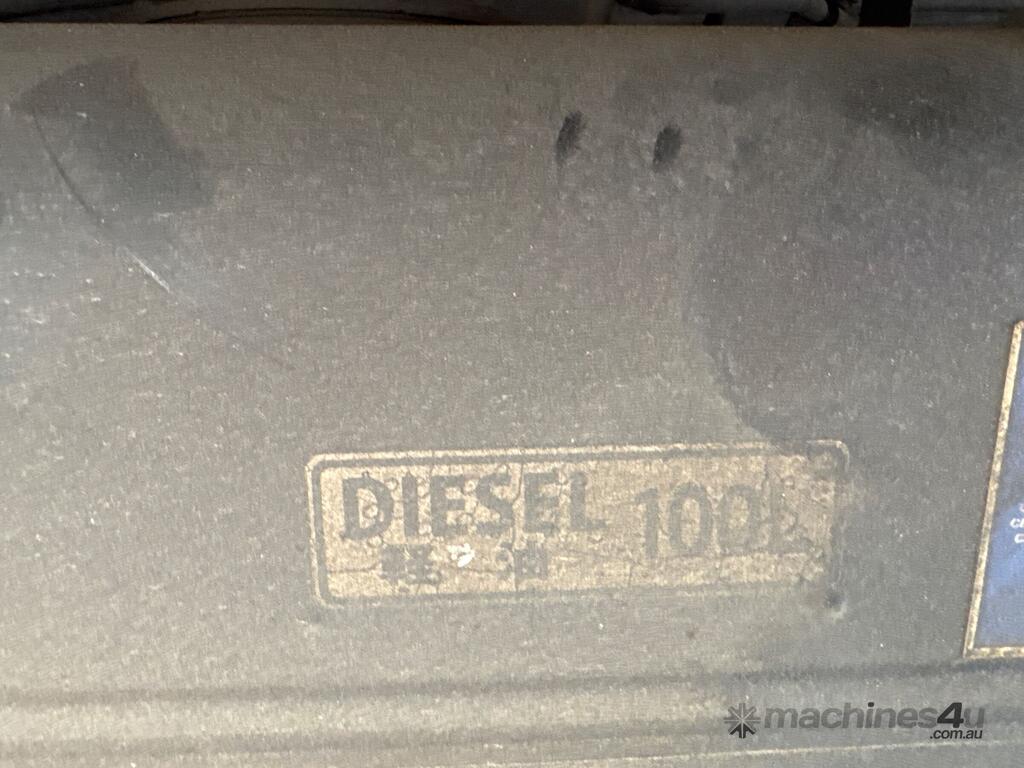 DIESEL 100L
軽 油
machines4u
.com.au